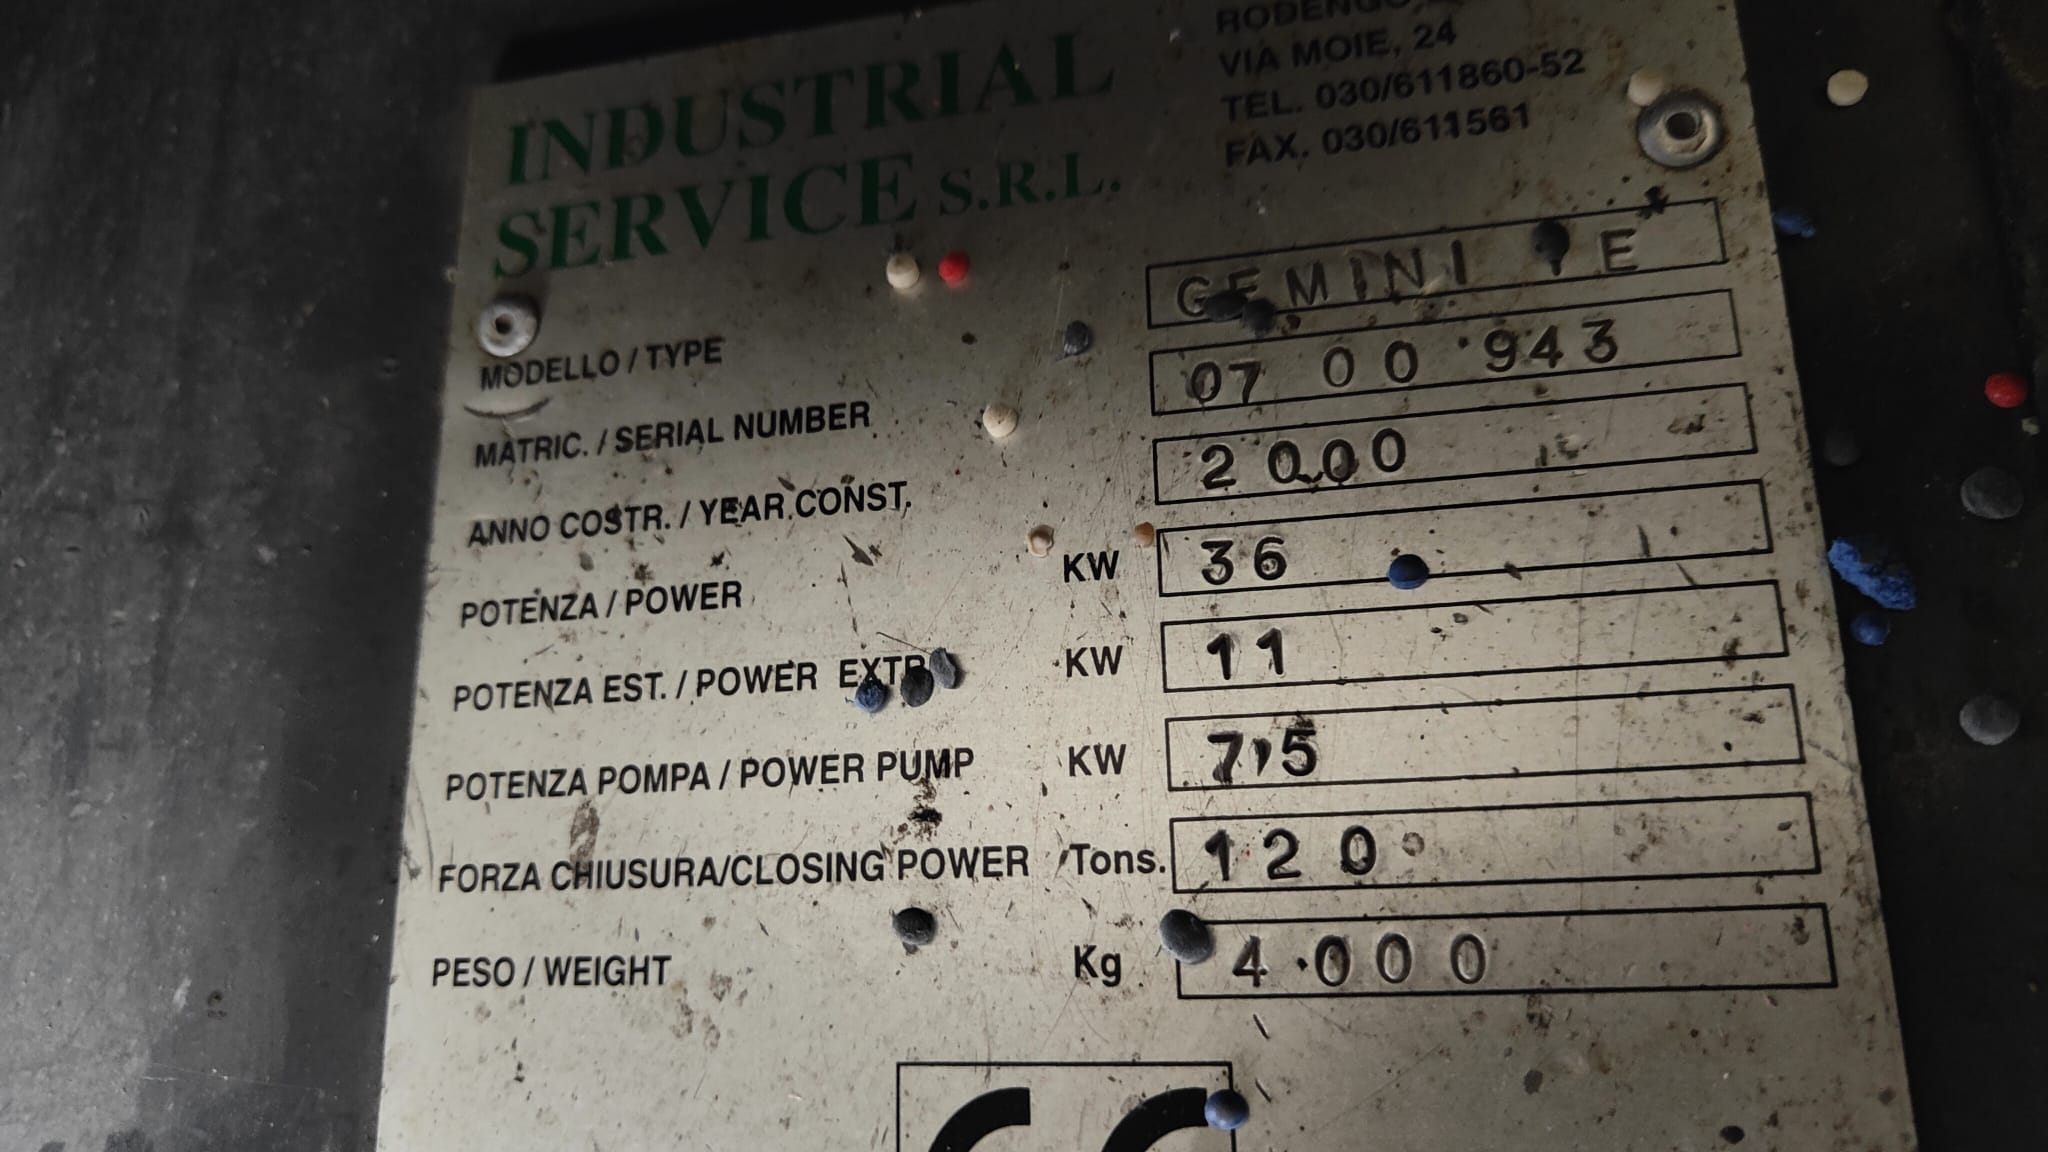 INDUSTRIAL
SERVICE S.R.L.
VIA MOIE, 24
TEL. 030/611860-52
FAX. 030/611561
MODELLO / TYPE GEMINI E
MATRIC. / SERIAL NUMBER 07 00 943
ANNO COSTR. / YEAR CONST. 2000
POTENZA / POWER KW 36
POTENZA EST. / POWER EXTR KW 11
POTENZA POMPA / POWER PUMP KW 7,5
FORZA CHIUSURA/CLOSING POWER Tons. 120
PESO / WEIGHT Kg 4.000
CE